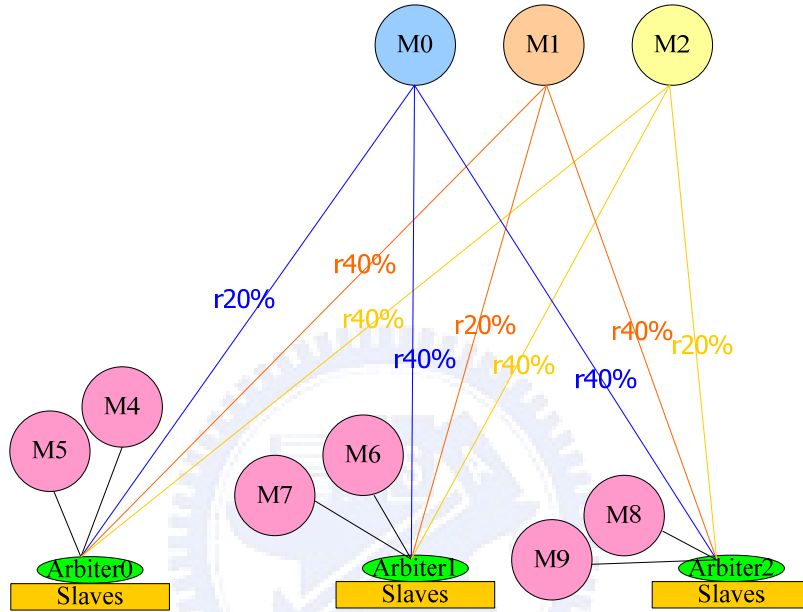 M0
M1
M2
r40%
r20%
r40%
r20%
r40%
r20%
r40%
r40%
r40%
M4
M5
M6
M7
M8
M9
Arbiter0
Arbiter1
Arbiter2
Slaves
Slaves
Slaves